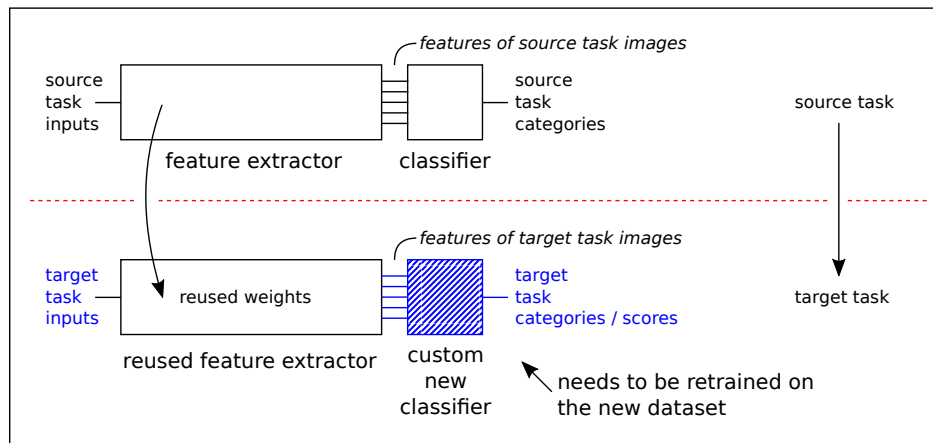 features of source task images
source
task
inputs
source
task
categories
source task
feature extractor
classifier
features of target task images
target
task
inputs
reused weights
target
task
categories / scores
target task
reused feature extractor
custom
new
classifier
needs to be retrained on
the new dataset